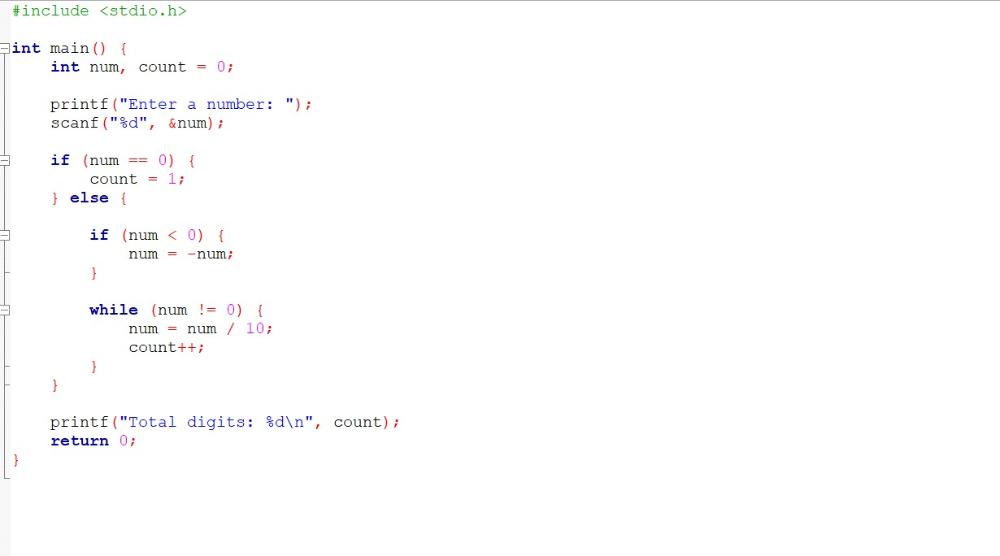 #include <stdio.h>
int main() {
    int num, count = 0;
    printf("Enter a number: ");
    scanf("%d", &num);
    if (num == 0) {
        count = 1;
    } else {
        if (num < 0) {
            num = -num;
        }
        while (num != 0) {
            num = num / 10;
            count++;
        }
    }
    printf("Total digits: %d\n", count);
    return 0;
}